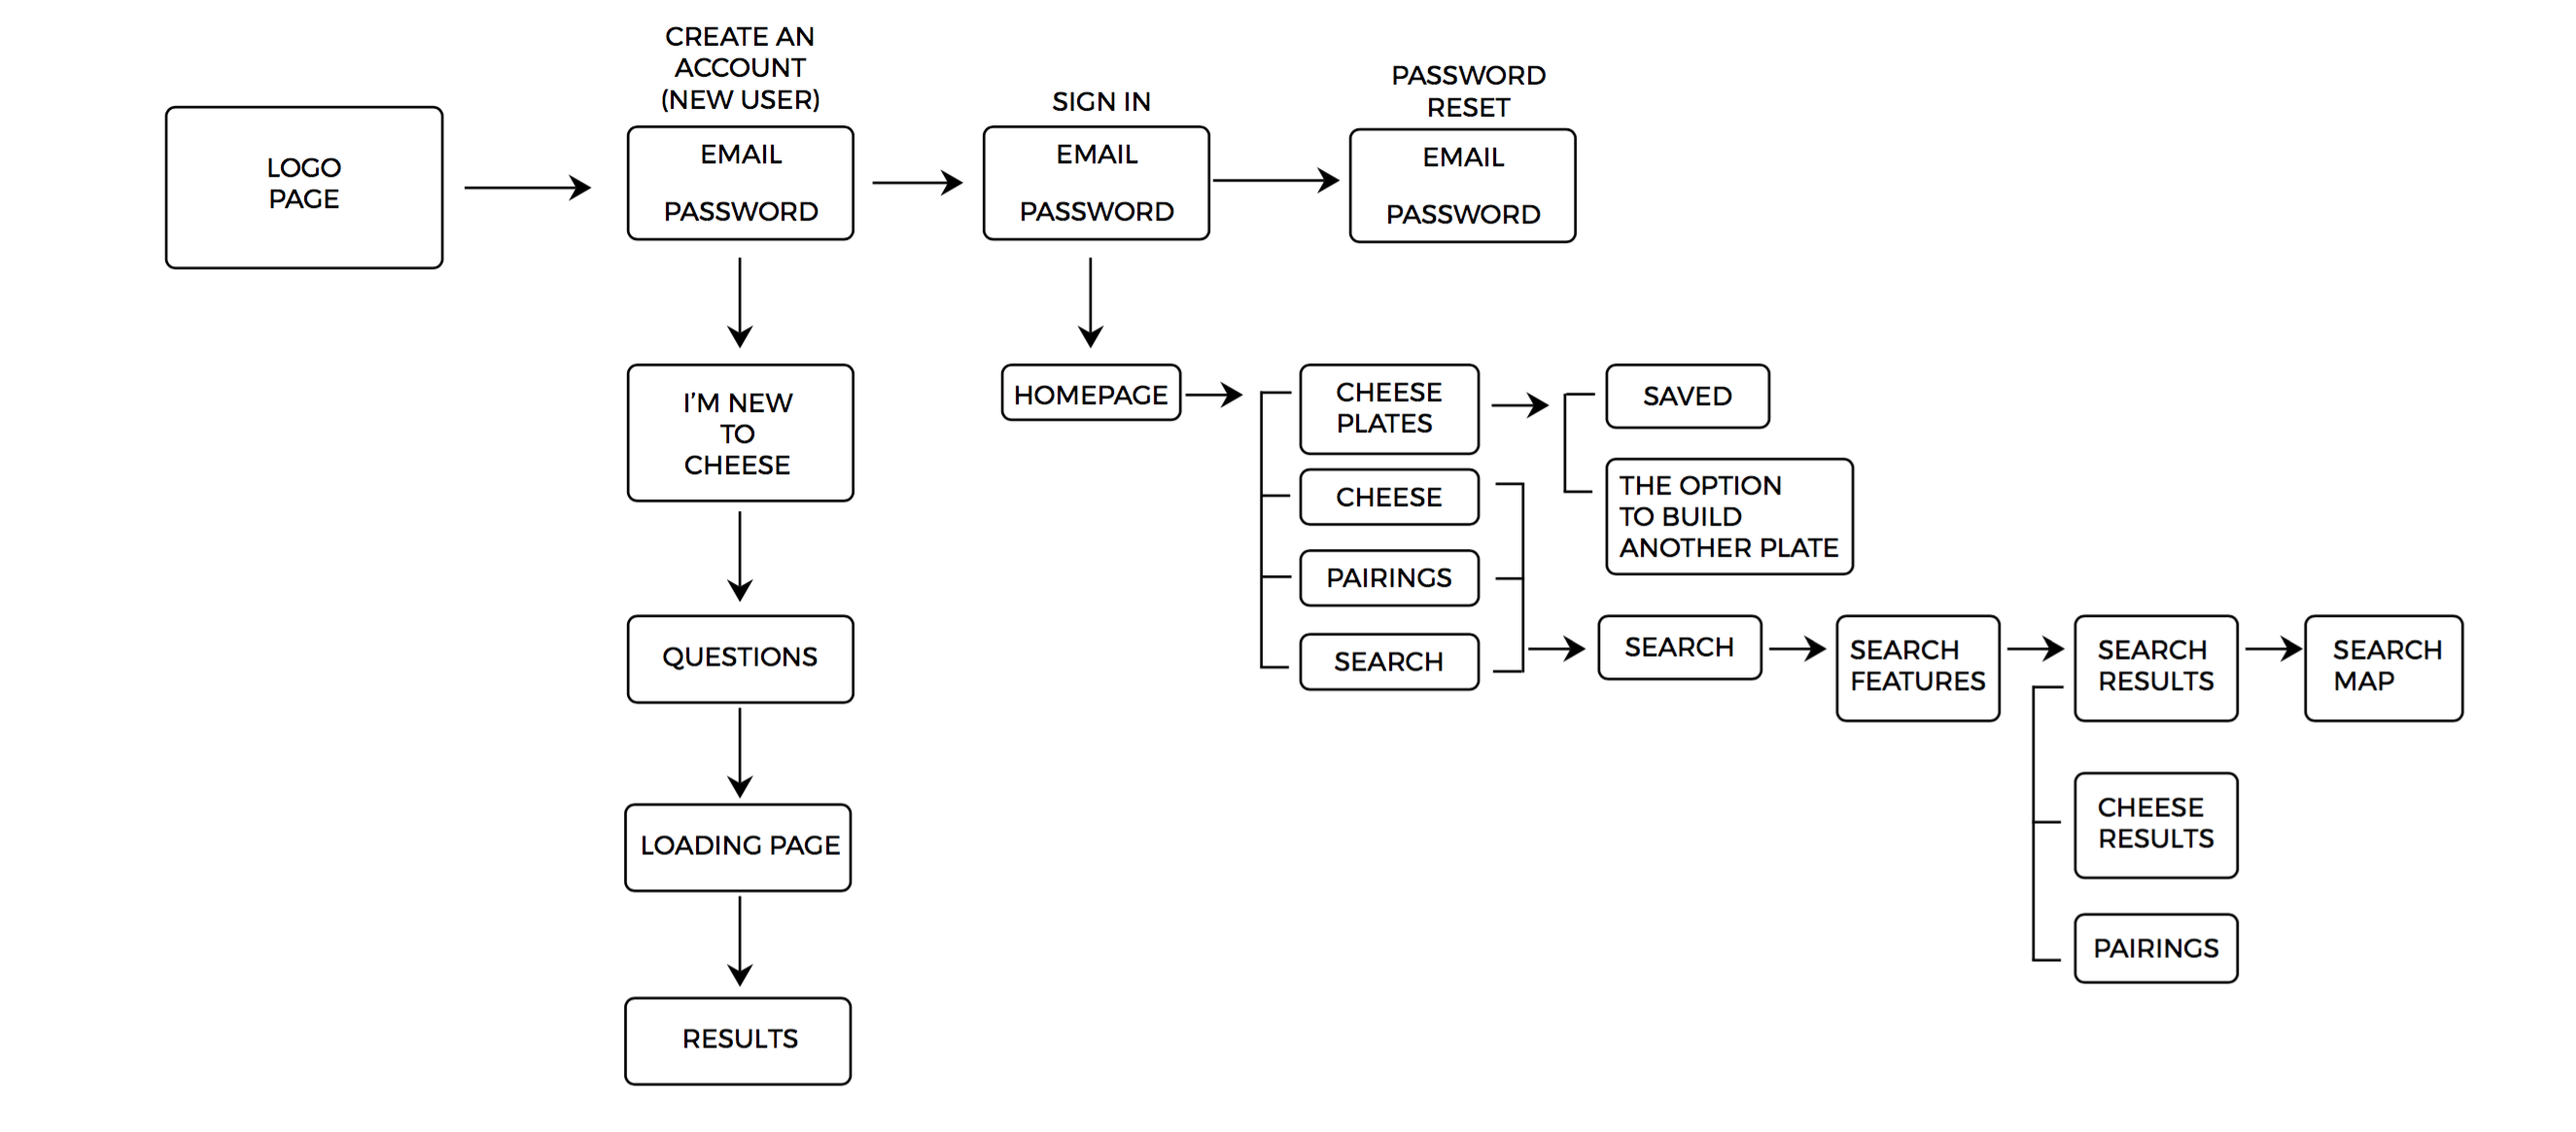 LOGO
PAGE
CREATE AN
ACCOUNT
(NEW USER)
EMAIL
PASSWORD
SIGN IN
EMAIL
PASSWORD
PASSWORD
RESET
EMAIL
PASSWORD
I'M NEW
TO
CHEESE
QUESTIONS
LOADING PAGE
RESULTS
HOMEPAGE
CHEESE
PLATES
CHEESE
PAIRINGS
SEARCH
SAVED
THE OPTION
TO BUILD
ANOTHER PLATE
SEARCH
SEARCH
FEATURES
SEARCH
RESULTS
CHEESE
RESULTS
PAIRINGS
SEARCH
MAP